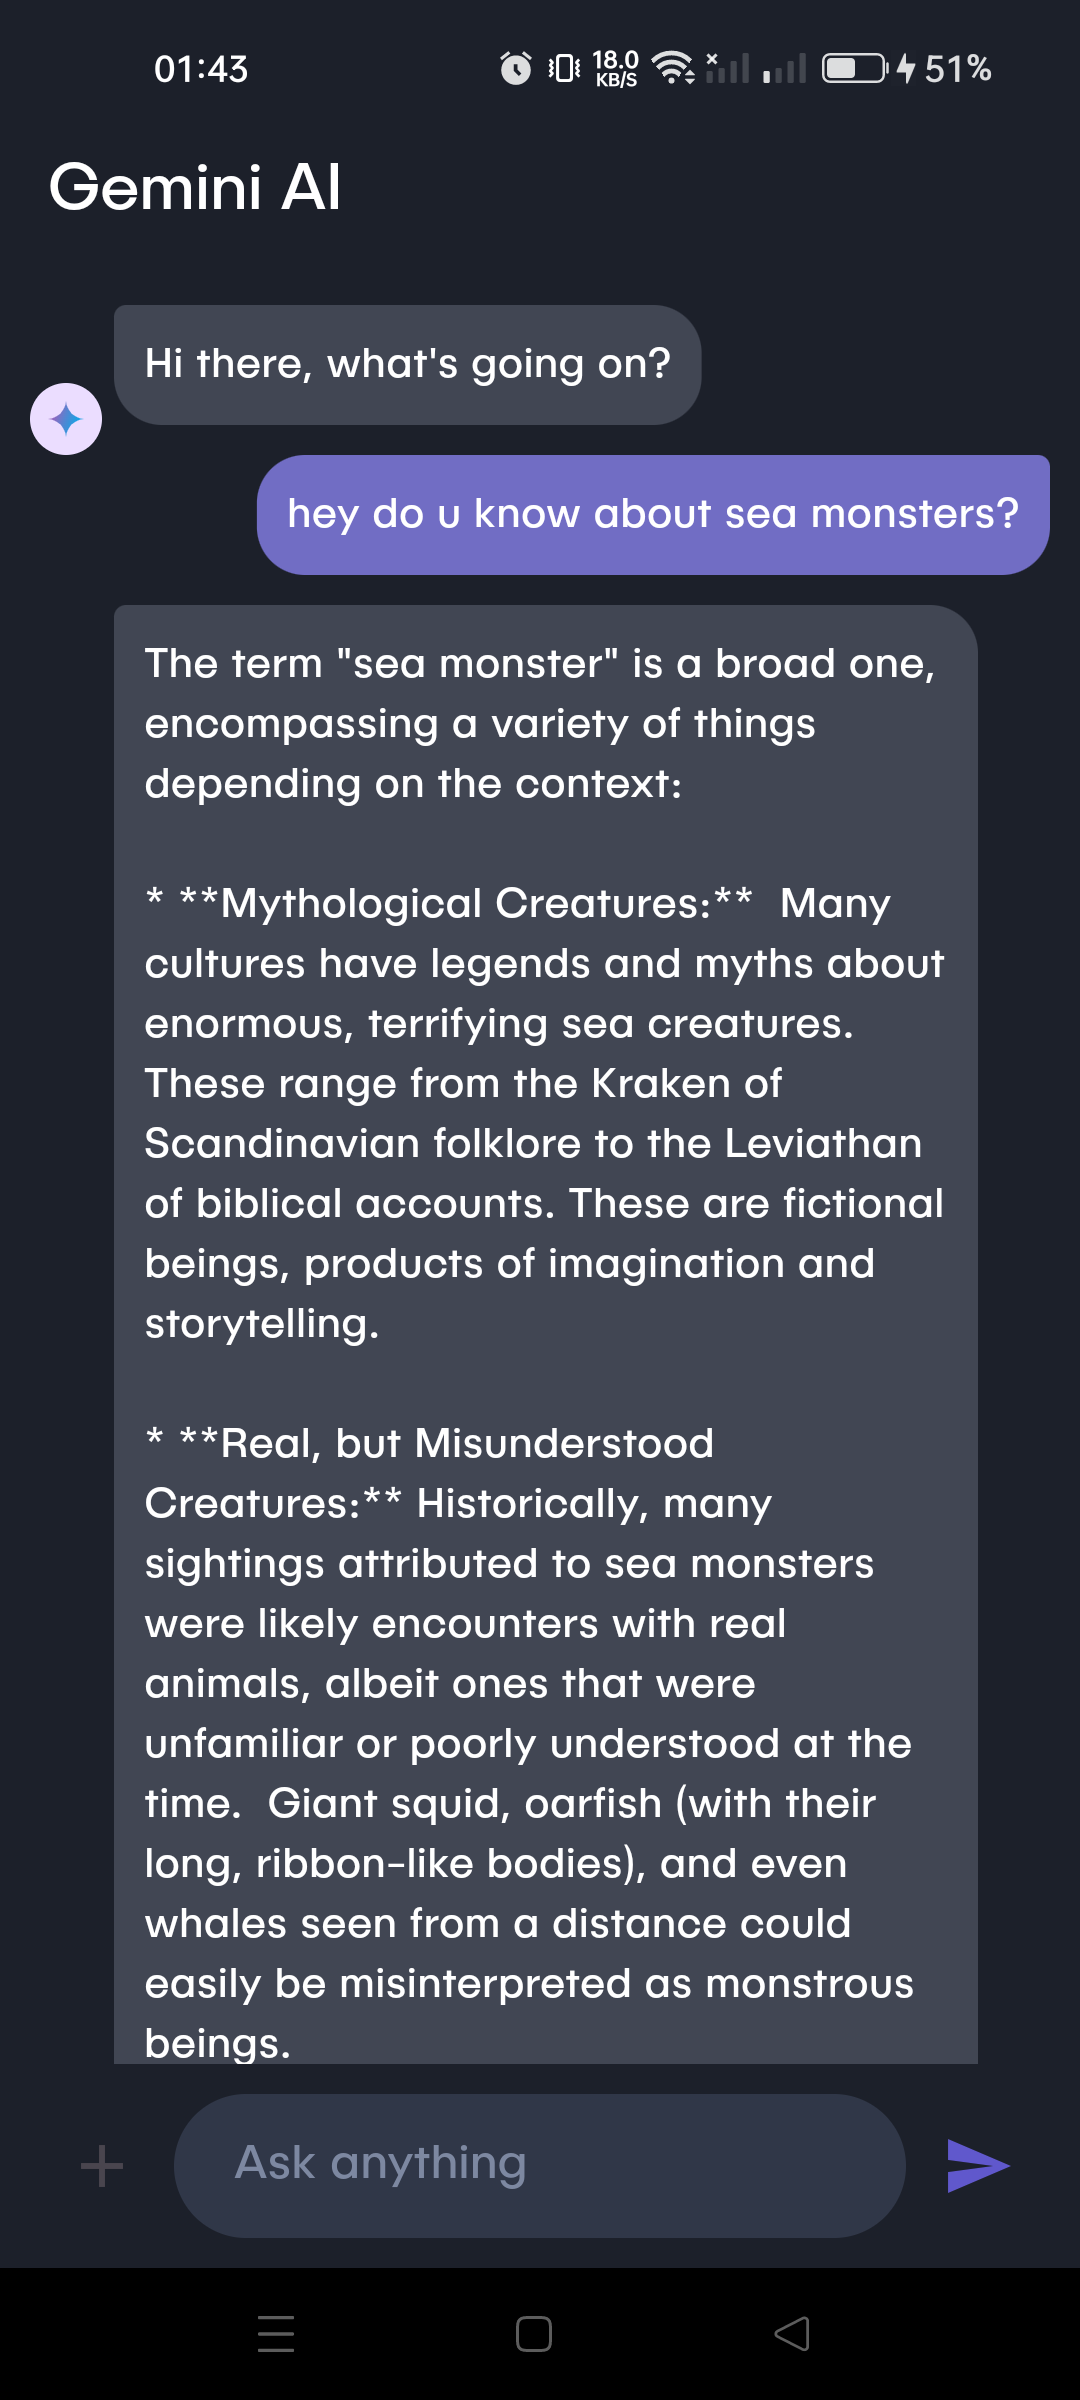 01:43
18.0
KB/S
51%
Gemini AI
Hi there, what's going on?
hey do u know about sea monsters?
The term "sea monster" is a broad one,
encompassing a variety of things
depending on the context:
* **Mythological Creatures:**  Many
cultures have legends and myths about
enormous, terrifying sea creatures.
These range from the Kraken of
Scandinavian folklore to the Leviathan
of biblical accounts. These are fictional
beings, products of imagination and
storytelling.
* **Real, but Misunderstood
Creatures:** Historically, many
sightings attributed to sea monsters
were likely encounters with real
animals, albeit ones that were
unfamiliar or poorly understood at the
time.  Giant squid, oarfish (with their
long, ribbon-like bodies), and even
whales seen from a distance could
easily be misinterpreted as monstrous
beings.
Ask anything